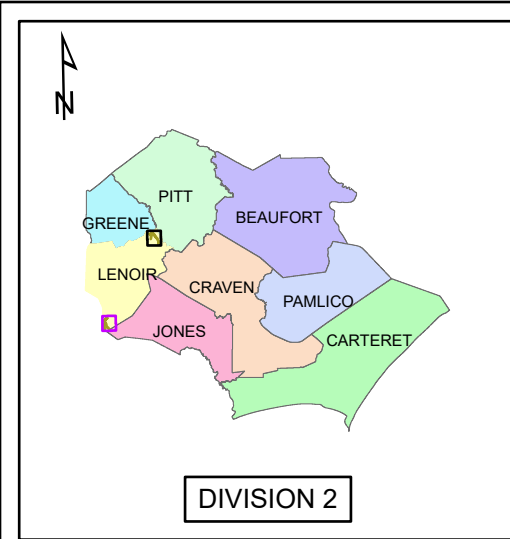 N
PITT
GREENE
BEAUFORT
LENOIR
CRAVEN
PAMLICO
JONES
CARTERET
DIVISION 2